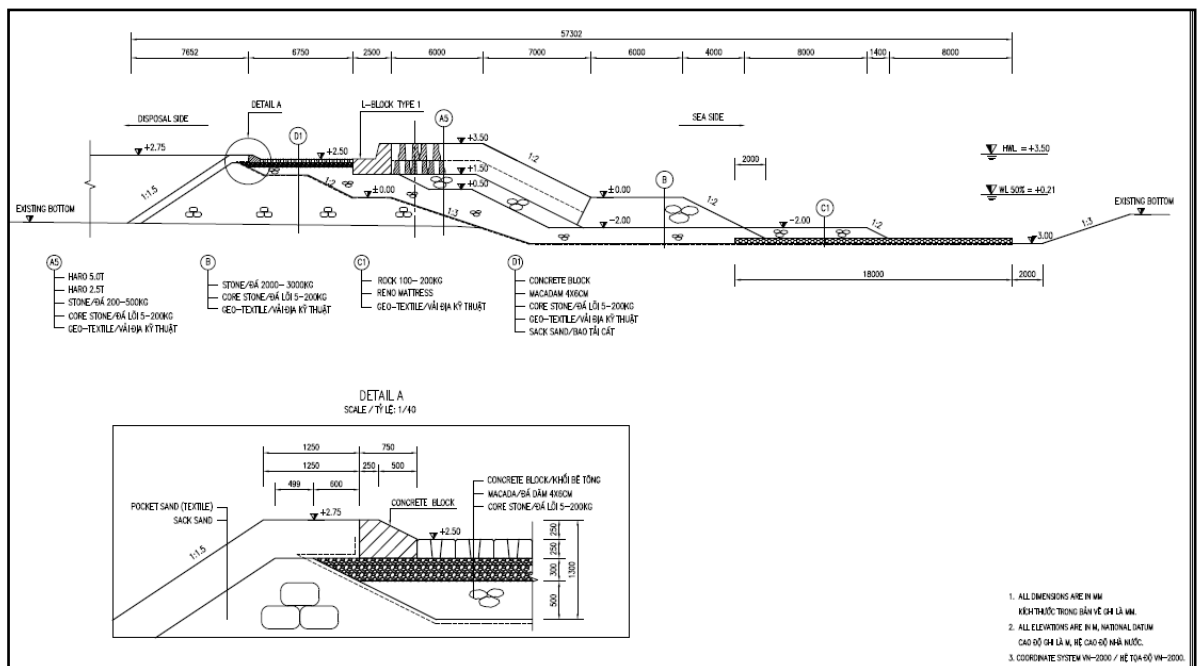 57302
7652 6750 2500 6000 7000 6000 4000 8000 1400 8000
DETAIL A
L-BLOCK TYPE 1
DISPOSAL SIDE
D1
A5
SEA SIDE
+2.75
+2.50
+3.50
1:2
2000
HWL = +3.50
1:1.5
1:2
±0.00
+1.50
+0.50
±0.00
B
1:2
WL 50% = +0.21
EXISTING BOTTOM
1:3
-2.00
-2.00
C1
1:2
1:3
EXISTING BOTTOM
-3.00
18000 2000
A5
HARO 5.0T
HARO 2.5T
STONE/ĐÁ 200-500KG
CORE STONE/ĐÁ LÕI 5-200KG
GEO-TEXTILE/VẢI ĐỊA KỸ THUẬT
B
STONE/ĐÁ 2000-3000KG
CORE STONE/ĐÁ LÕI 5-200KG
GEO-TEXTILE/VẢI ĐỊA KỸ THUẬT
C1
ROCK 100-200KG
RENO MATTRESS
GEO-TEXTILE/VẢI ĐỊA KỸ THUẬT
D1
CONCRETE BLOCK
MACADAM 4X6CM
CORE STONE/ĐÁ LÕI 5-200KG
GEO-TEXTILE/VẢI ĐỊA KỸ THUẬT
SACK SAND/BAO TẢI CÁT
DETAIL A
SCALE / TỶ LỆ: 1/40
1250 750
1250 250 500
499 600
POCKET SAND (TEXTILE)
SACK SAND
+2.75
CONCRETE BLOCK
CONCRETE BLOCK/KHỐI BÊ TÔNG
MACADA/ĐÁ DĂM 4X6CM
CORE STONE/ĐÁ LÕI 5-200KG
+2.50
1:1.5
250
250
300
500
1300
1. ALL DIMENSIONS ARE IN MM
KÍCH THƯỚC TRONG BẢN VẼ GHI LÀ MM.
2. ALL ELEVATIONS ARE IN M, NATIONAL DATUM
CAO ĐỘ GHI LÀ M, HỆ CAO ĐỘ NHÀ NƯỚC.
3. COORDINATE SYSTEM VN-2000 / HỆ TỌA ĐỘ VN-2000.